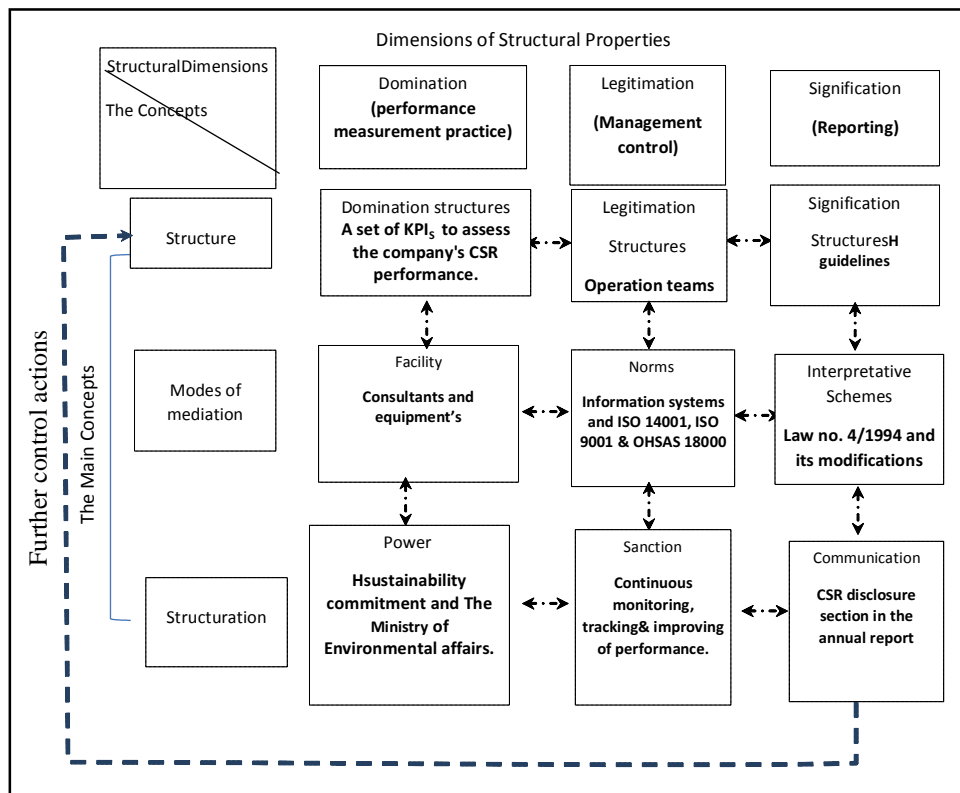 Dimensions of Structural Properties
StructuralDimensions
The Concepts
Domination
(performance
measurement practice)
Legitimation
(Management
control)
Signification
(Reporting)
Structure
Domination structures
A set of KPIs to assess
the company's CSR
performance.
Legitimation
Structures
Operation teams
Signification
StructuresH
guidelines
Further control actions
The Main Concepts
Modes of
mediation
Facility
Consultants and
equipment's
Norms
Information systems
and ISO 14001, ISO
9001 & OHSAS 18000
Interpretative
Schemes
Law no. 4/1994 and
its modifications
Structuration
Power
Hsustainability
commitment and The
Ministry of
Environmental affairs.
Sanction
Continuous
monitoring,
tracking& improving
of performance.
Communication
CSR disclosure
section in the
annual report